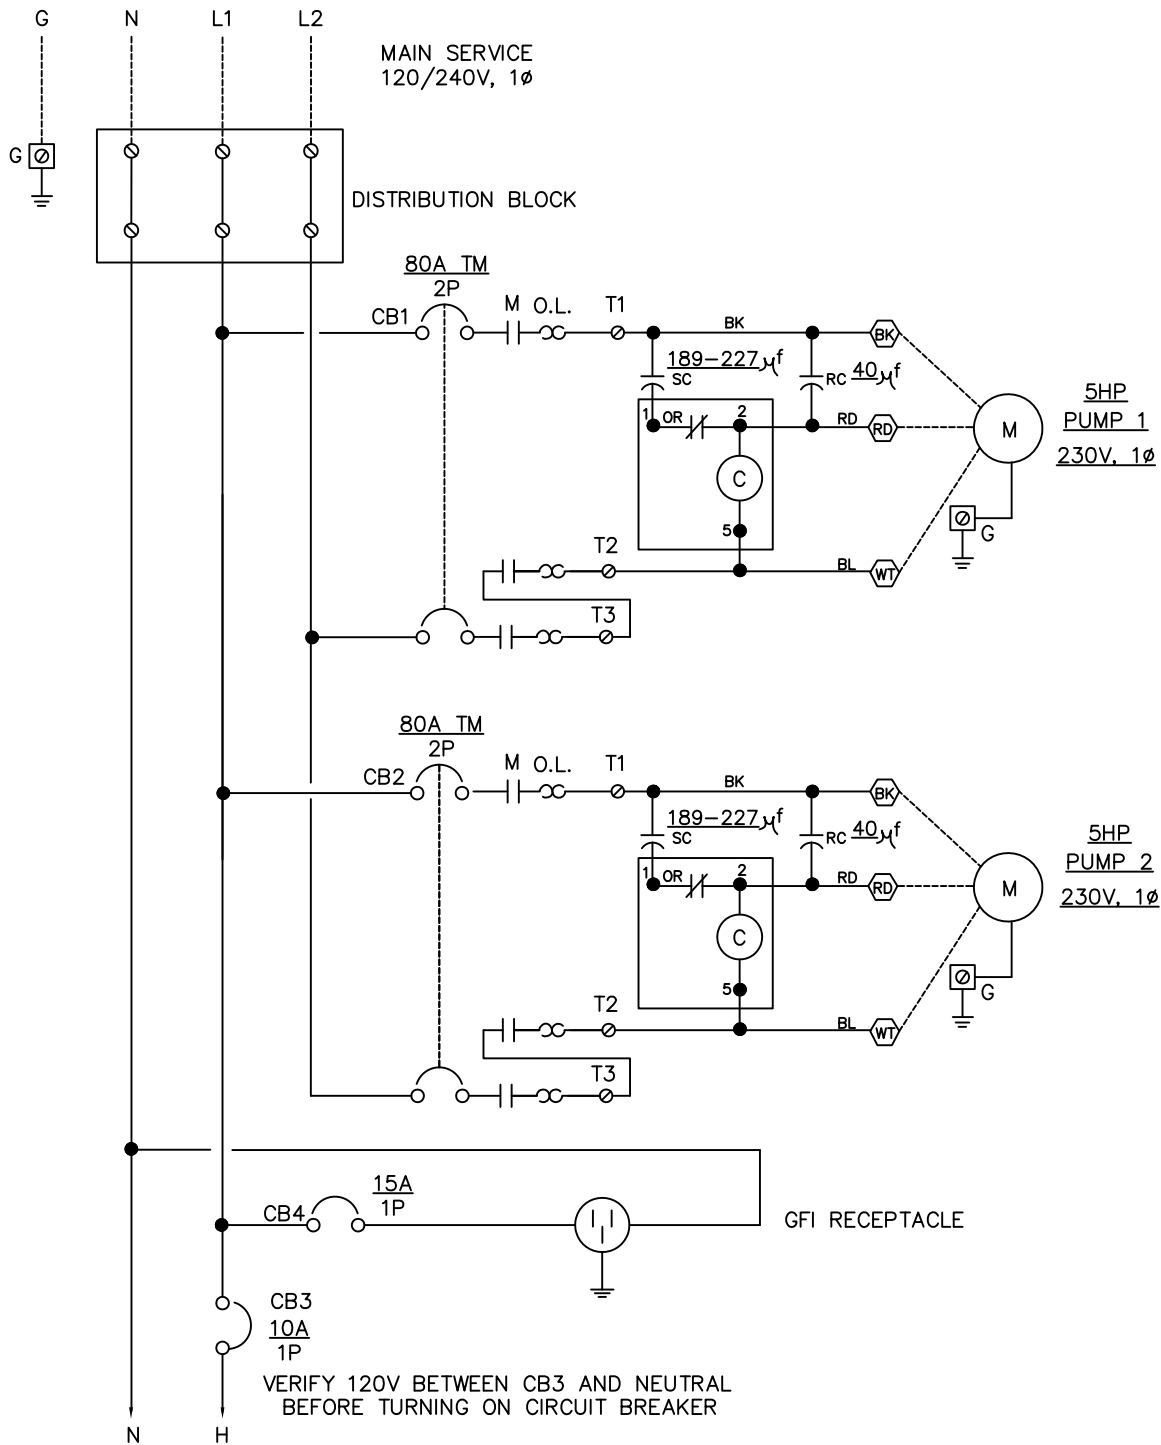 G N L1 L2
MAIN SERVICE
120/240V, 1ø
G
DISTRIBUTION BLOCK
80A TM
2P
CB1
M O.L. T1
BK
BK
189-227µf
SC
RC 40µf
1 OR 2
RD
RD
M
5HP
PUMP 1
230V, 1ø
C
5
G
T2
BL
WT
T3
80A TM
2P
CB2
M O.L. T1
BK
BK
189-227µf
SC
RC 40µf
1 OR 2
RD
RD
M
5HP
PUMP 2
230V, 1ø
C
5
G
T2
BL
WT
T3
15A
1P
CB4
GFI RECEPTACLE
CB3
10A
1P
VERIFY 120V BETWEEN CB3 AND NEUTRAL
BEFORE TURNING ON CIRCUIT BREAKER
N H